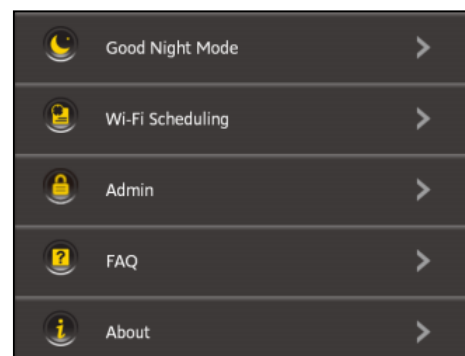 Good Night Mode
Wi-Fi Scheduling
Admin
FAQ
About